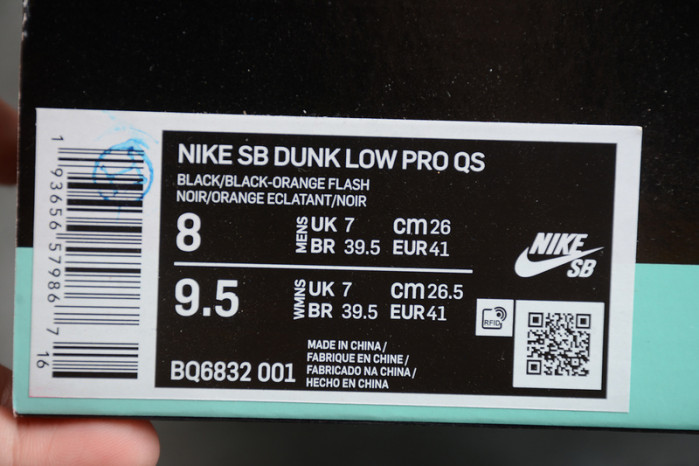 NIKE SB DUNK LOW PRO QS
BLACK/BLACK-ORANGE FLASH
NOIR/ORANGE ECLATANT/NOIR
8 MENS UK 7 cm 26
BR 39.5 EUR 41
9.5 WMNS UK 7 cm 26.5
BR 39.5 EUR 41
NIKE
SB
RFID
BQ6832 001
MADE IN CHINA /
FABRIQUE EN CHINE /
FABRICADO NA CHINA /
HECHO EN CHINA
1 93656 57986 7
16